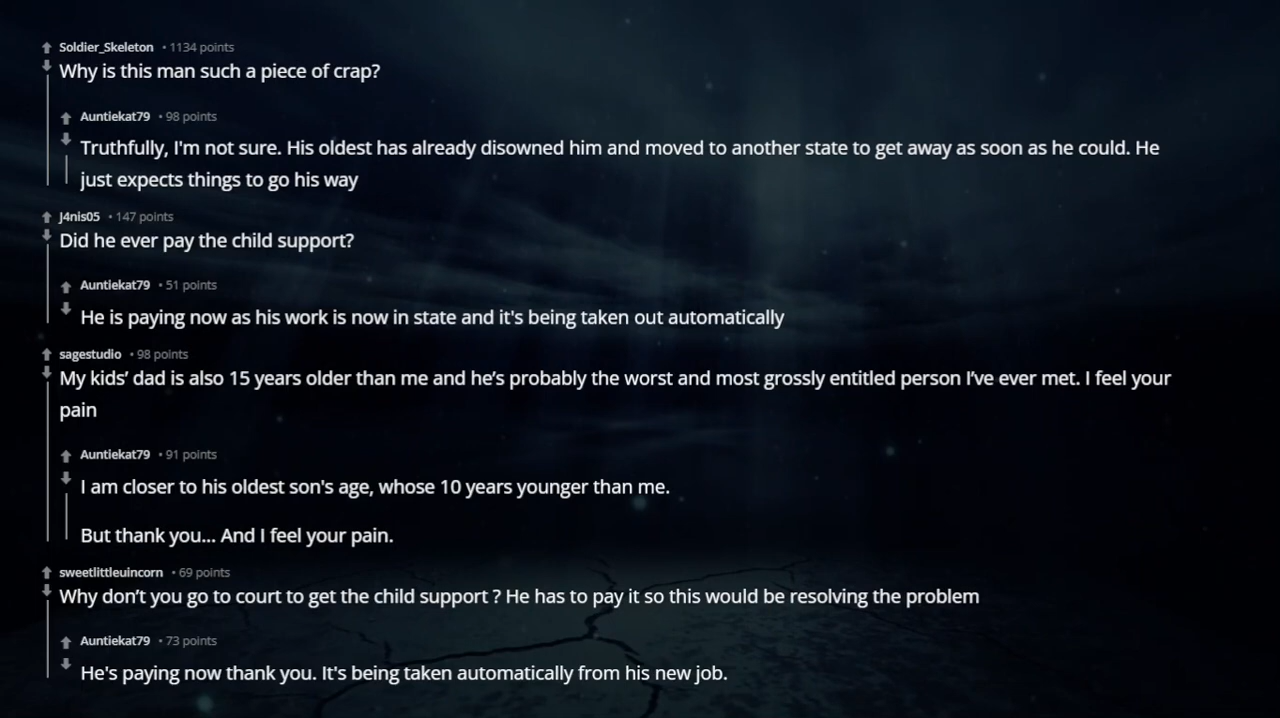 Soldier_Skeleton • 1134 points
Why is this man such a piece of crap?
Auntiekat79 • 98 points
Truthfully, I'm not sure. His oldest has already disowned him and moved to another state to get away as soon as he could. He
just expects things to go his way
J4nis05 • 147 points
Did he ever pay the child support?
Auntiekat79 • 51 points
He is paying now as his work is now in state and it's being taken out automatically
sagestudio • 98 points
My kids’ dad is also 15 years older than me and he’s probably the worst and most grossly entitled person I’ve ever met. I feel your
pain
Auntiekat79 • 91 points
I am closer to his oldest son's age, whose 10 years younger than me.
But thank you... And I feel your pain.
sweetlittleuincorn • 69 points
Why don’t you go to court to get the child support ? He has to pay it so this would be resolving the problem
Auntiekat79 • 73 points
He's paying now thank you. It's being taken automatically from his new job.